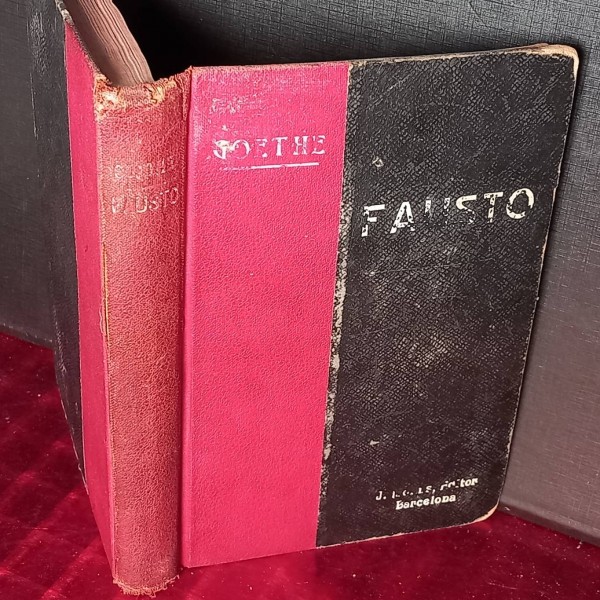 GOETHE
FAUSTO
GOETHE
FAUSTO
J. editor
Barcelona